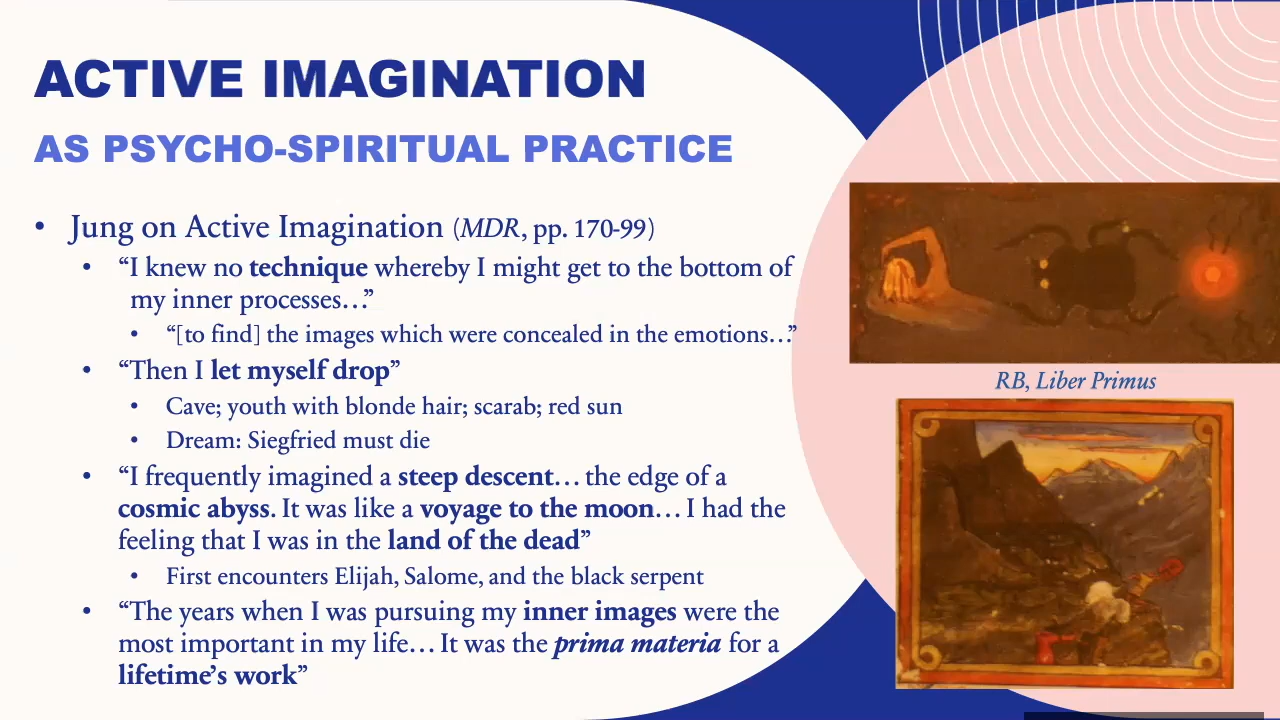 ACTIVE IMAGINATION
AS PSYCHO-SPIRITUAL PRACTICE
• Jung on Active Imagination (MDR, pp. 170-99)
• “I knew no technique whereby I might get to the bottom of
my inner processes…”
• “[to find] the images which were concealed in the emotions…”
• “Then I let myself drop”
• Cave; youth with blonde hair; scarab; red sun
• Dream: Siegfried must die
• “I frequently imagined a steep descent… the edge of a
cosmic abyss. It was like a voyage to the moon… I had the
feeling that I was in the land of the dead”
• First encounters Elijah, Salome, and the black serpent
• “The years when I was pursuing my inner images were the
most important in my life… It was the prima materia for a
lifetime’s work”
RB, Liber Primus